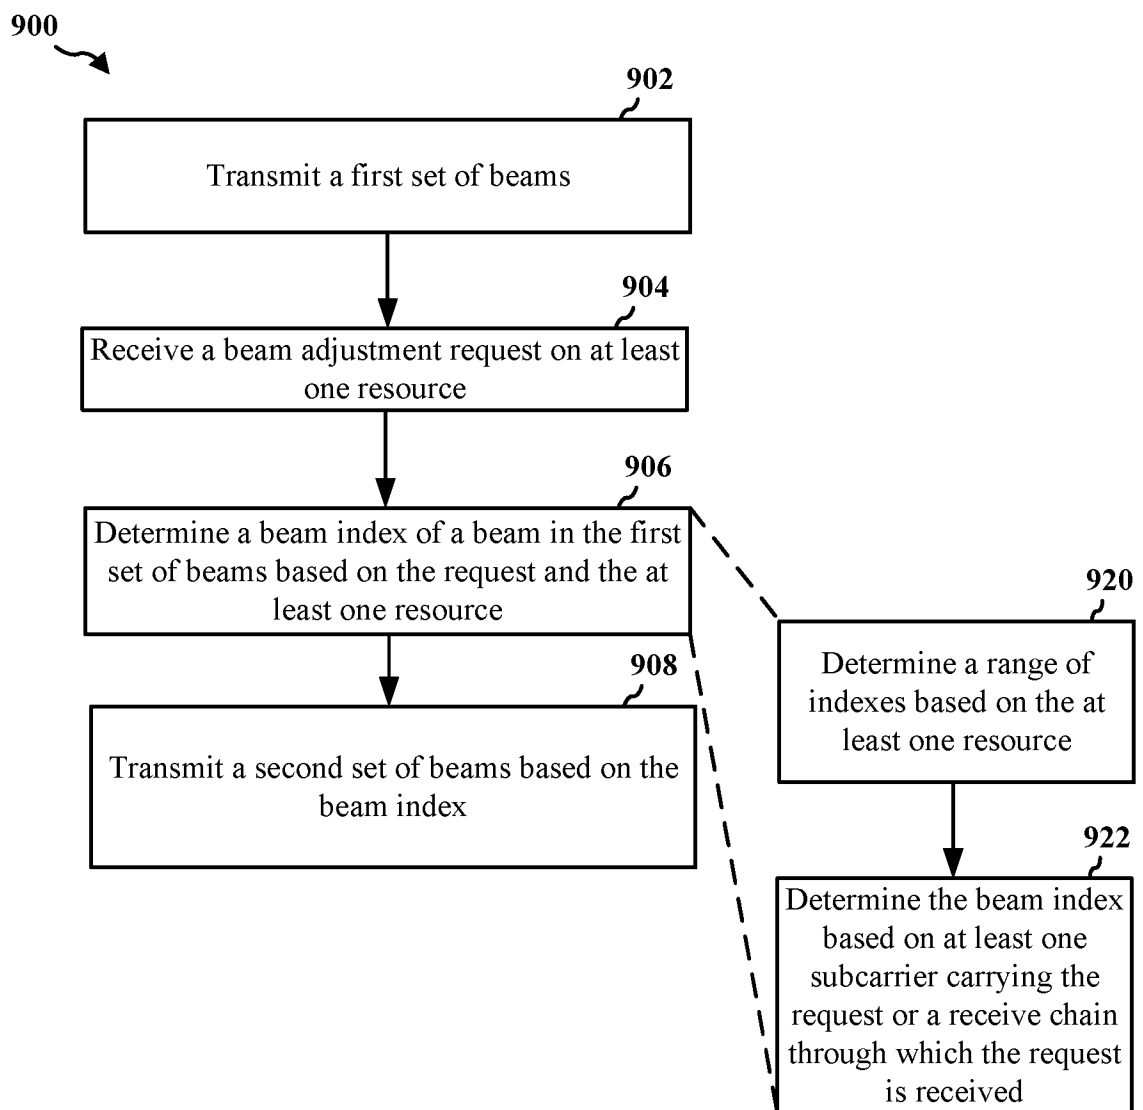 900
902
Transmit a first set of beams
904
Receive a beam adjustment request on at least
one resource
906
Determine a beam index of a beam in the first
set of beams based on the request and the at
least one resource
908
Transmit a second set of beams based on the
beam index
920
Determine a range of
indexes based on the at
least one resource
922
Determine the beam index
based on at least one
subcarrier carrying the
request or a receive chain
through which the request
is received